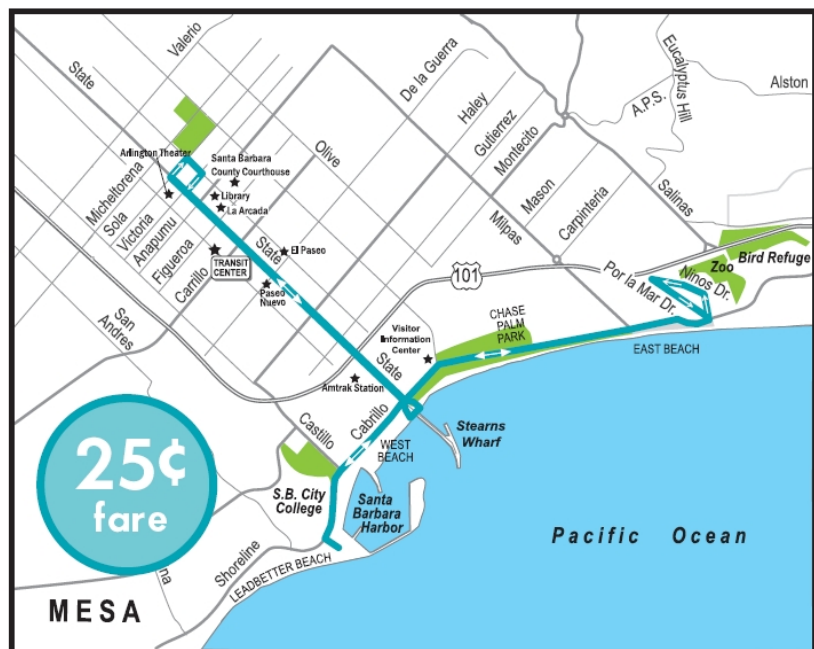 Valerio
State
De la Guerra
Eucalyptus Hill
Alston
A.P.S.
Haley
Gutierrez
Montecito
Olive
Arlington Theater
Santa Barbara
County Courthouse
Micheltorena
Library
La Arcada
Sola
Victoria
Anapumu
Figueroa
Carrillo
Mason
Carpinteria
Salinas
Milpas
State
El Paseo
TRANSIT
CENTER
Paseo
Nuevo
101
Zoo
Bird Refuge
Por la Mar Dr.
Ninos Dr.
San
Andres
CHASE
PALM
PARK
Visitor
Information
Center
EAST BEACH
State
Amtrak Station
Castillo
Cabrillo
Stearns
Wharf
WEST
BEACH
25¢
fare
S.B. City
College
Santa
Barbara
Harbor
Pacific Ocean
Shoreline
LEADBETTER BEACH
MESA